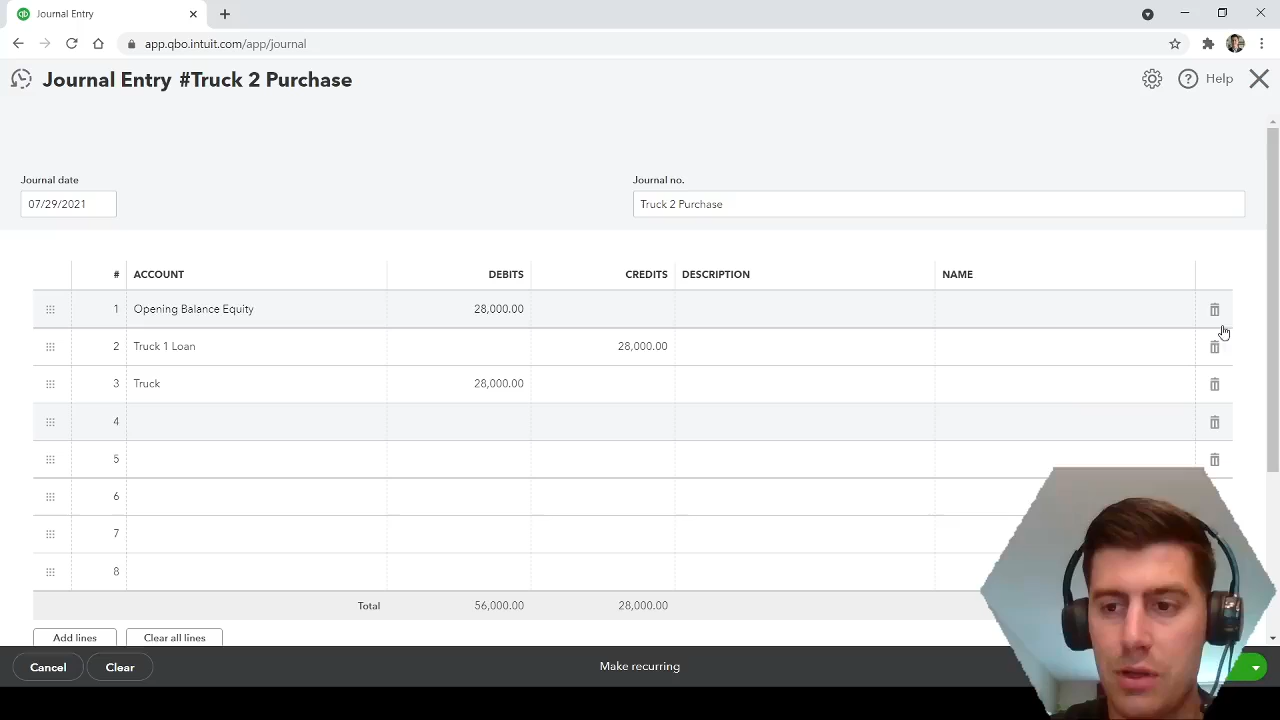 Journal Entry
app.qbo.intuit.com/app/journal
Journal Entry #Truck 2 Purchase
Help
Journal date
Journal no.
07/29/2021
Truck 2 Purchase
# ACCOUNT DEBITS CREDITS DESCRIPTION NAME
1 Opening Balance Equity 28,000.00
2 Truck 1 Loan 28,000.00
3 Truck 28,000.00
4
5
6
7
8
Total 56,000.00 28,000.00
Add lines Clear all lines
Cancel Clear Make recurring